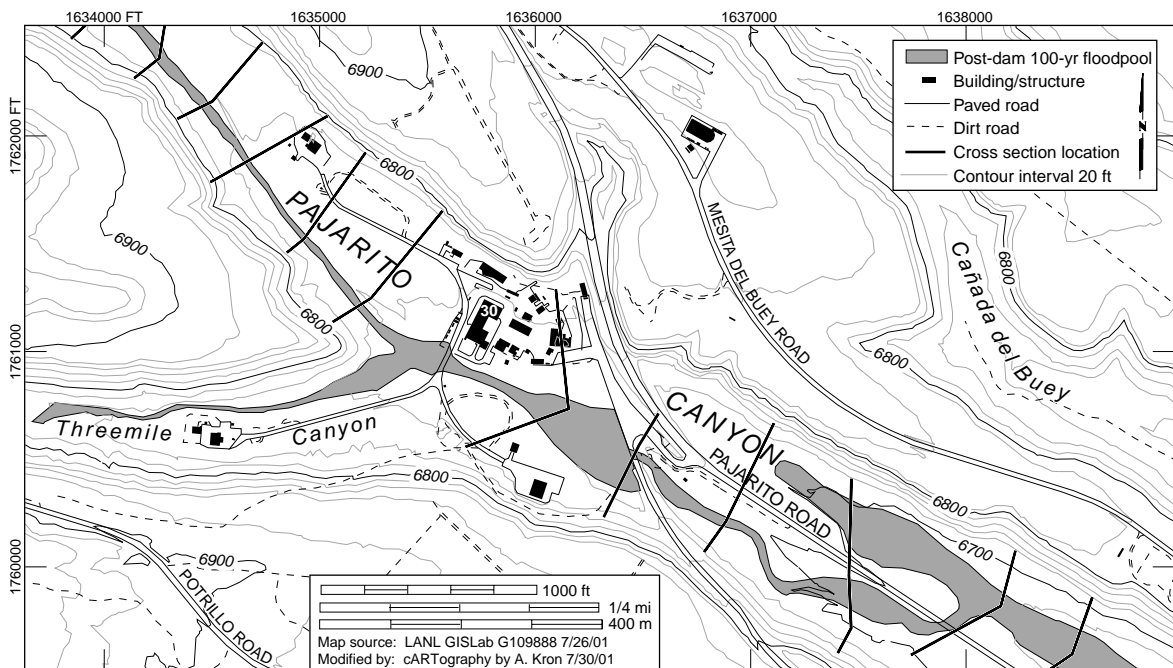 1634000 FT
1635000
1636000
1637000
1638000
1762000 FT
1761000
1760000
Post-dam 100-yr floodpool
Building/structure
Paved road
Dirt road
Cross section location
Contour interval 20 ft
6900
6800
6900
PAJARITO
6800
30
MESITA DEL BUEY ROAD
6800
Cañada del Buey
6800
Threemile Canyon
6800
CANYON
PAJARITO ROAD
6800
6700
6900
POTRILLO ROAD
1000 ft
1/4 mi
400 m
Map source: LANL GISLab G109888 7/26/01
Modified by: cARTography by A. Kron 7/30/01